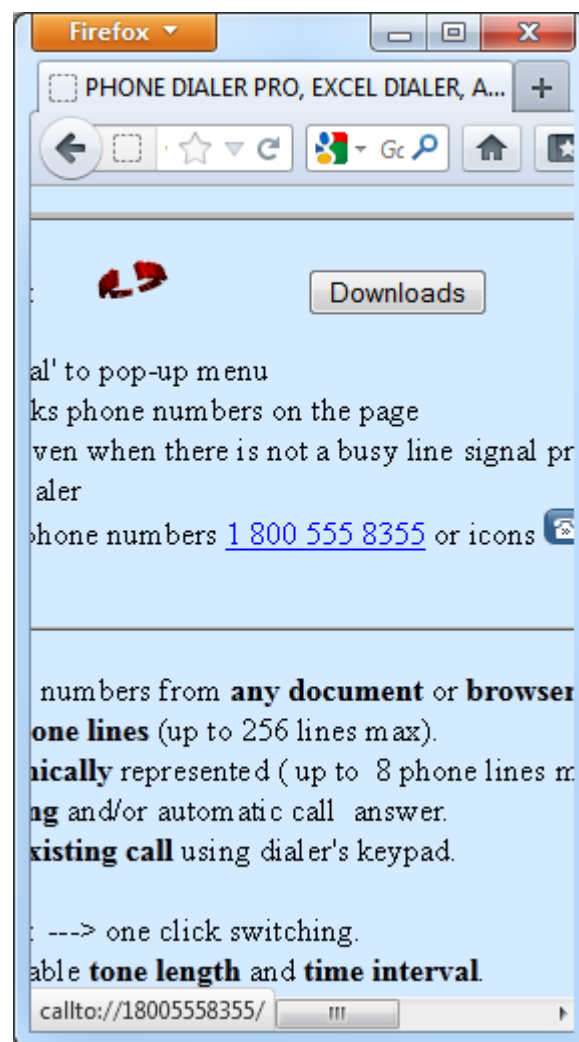 Firefox
PHONE DIALER PRO, EXCEL DIALER, A...
Go
: Downloads
al' to pop-up menu
ks phone numbers on the page
ven when there is not a busy line signal pr
aler
phone numbers 1 800 555 8355 or icons
numbers from any document or browser
one lines (up to 256 lines max).
nically represented ( up to 8 phone lines m
ng and/or automatic call answer.
xisting call using dialer's keypad.
: ---> one click switching.
able tone length and time interval.
callto://18005558355/